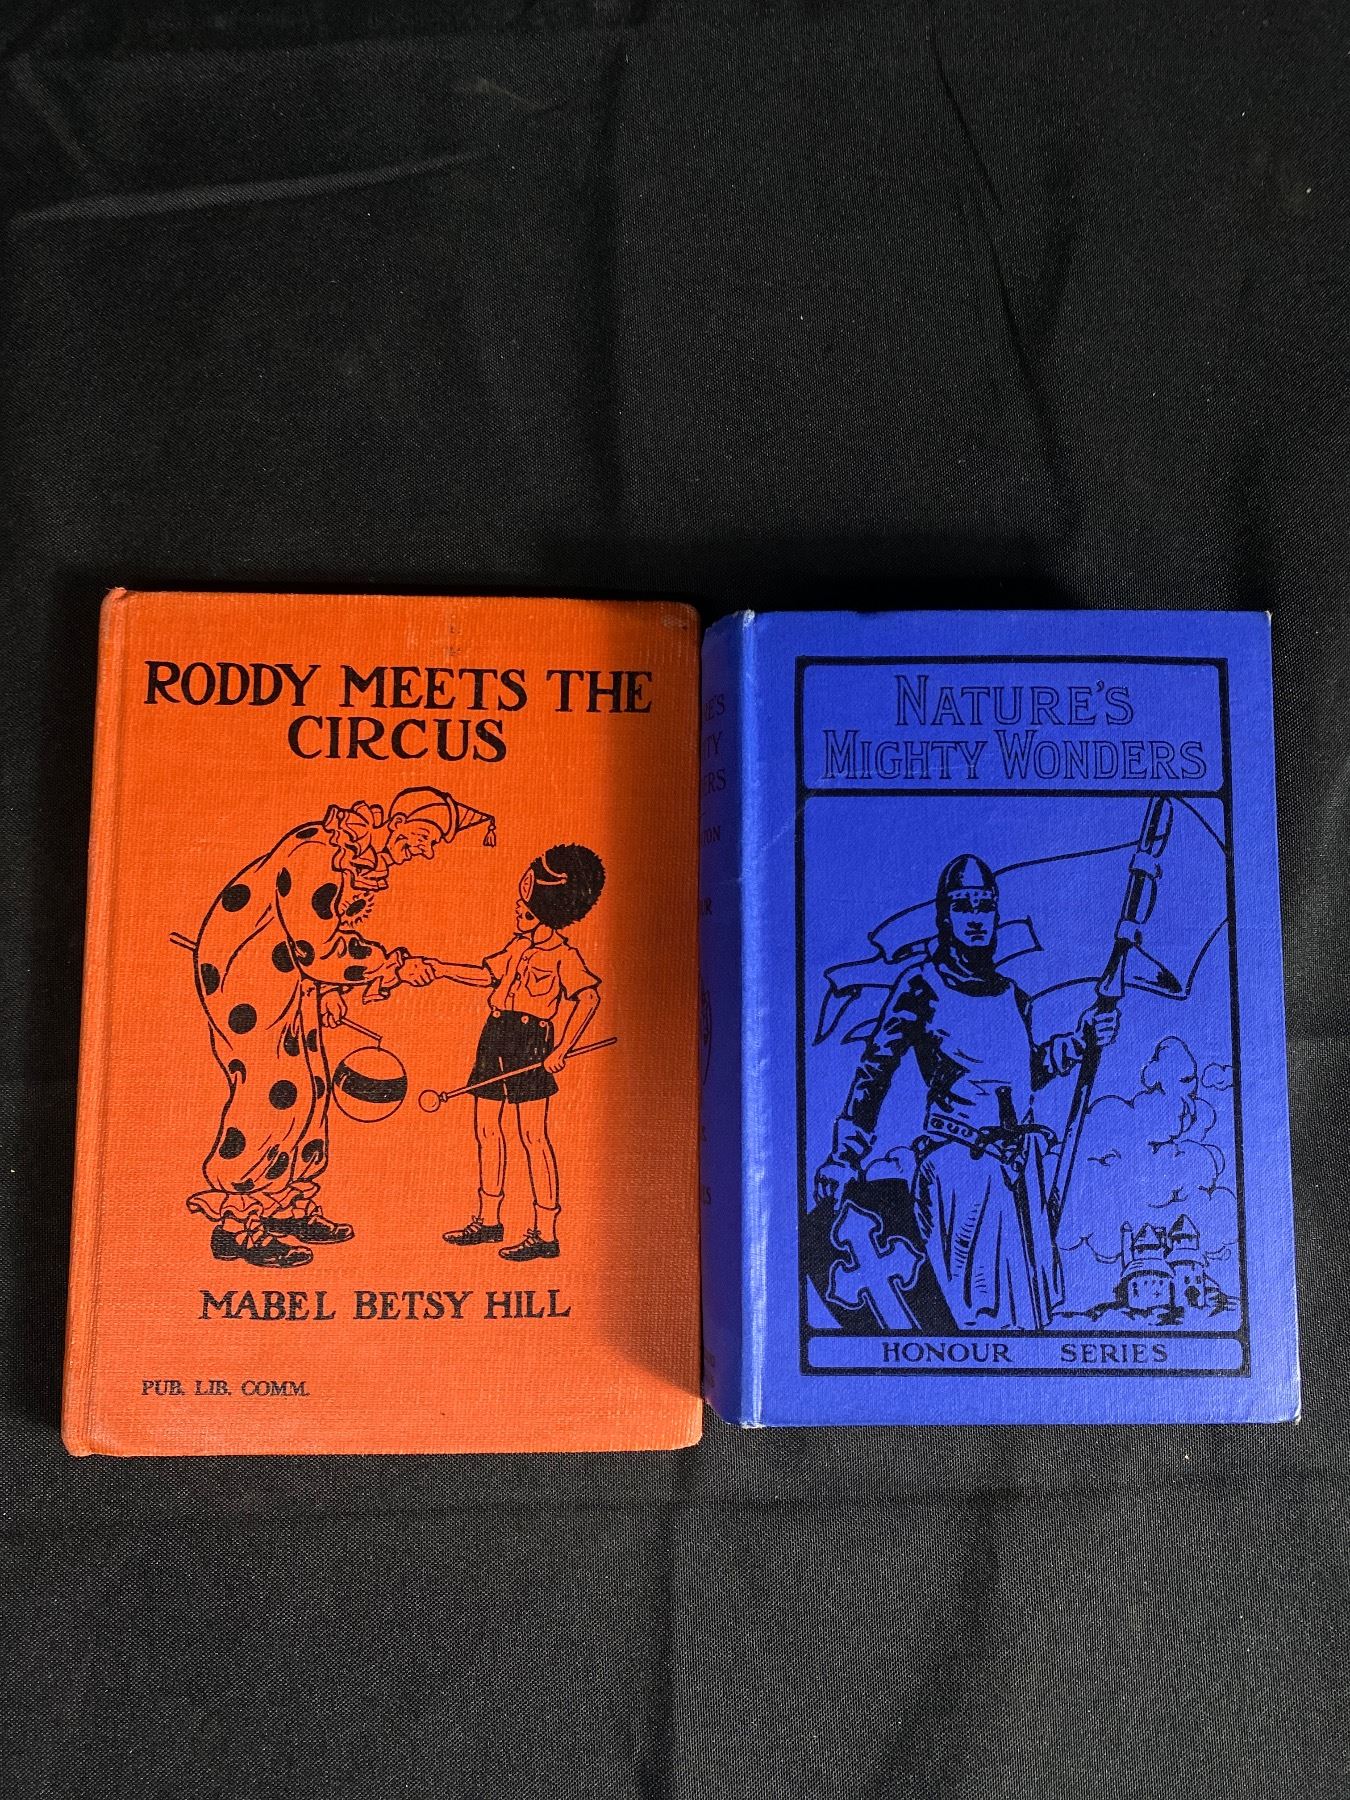 RODDY MEETS THE
CIRCUS
MABEL BETSY HILL
PUB. LIB. COMM.
NATURE'S
MIGHTY WONDERS
HONOUR SERIES